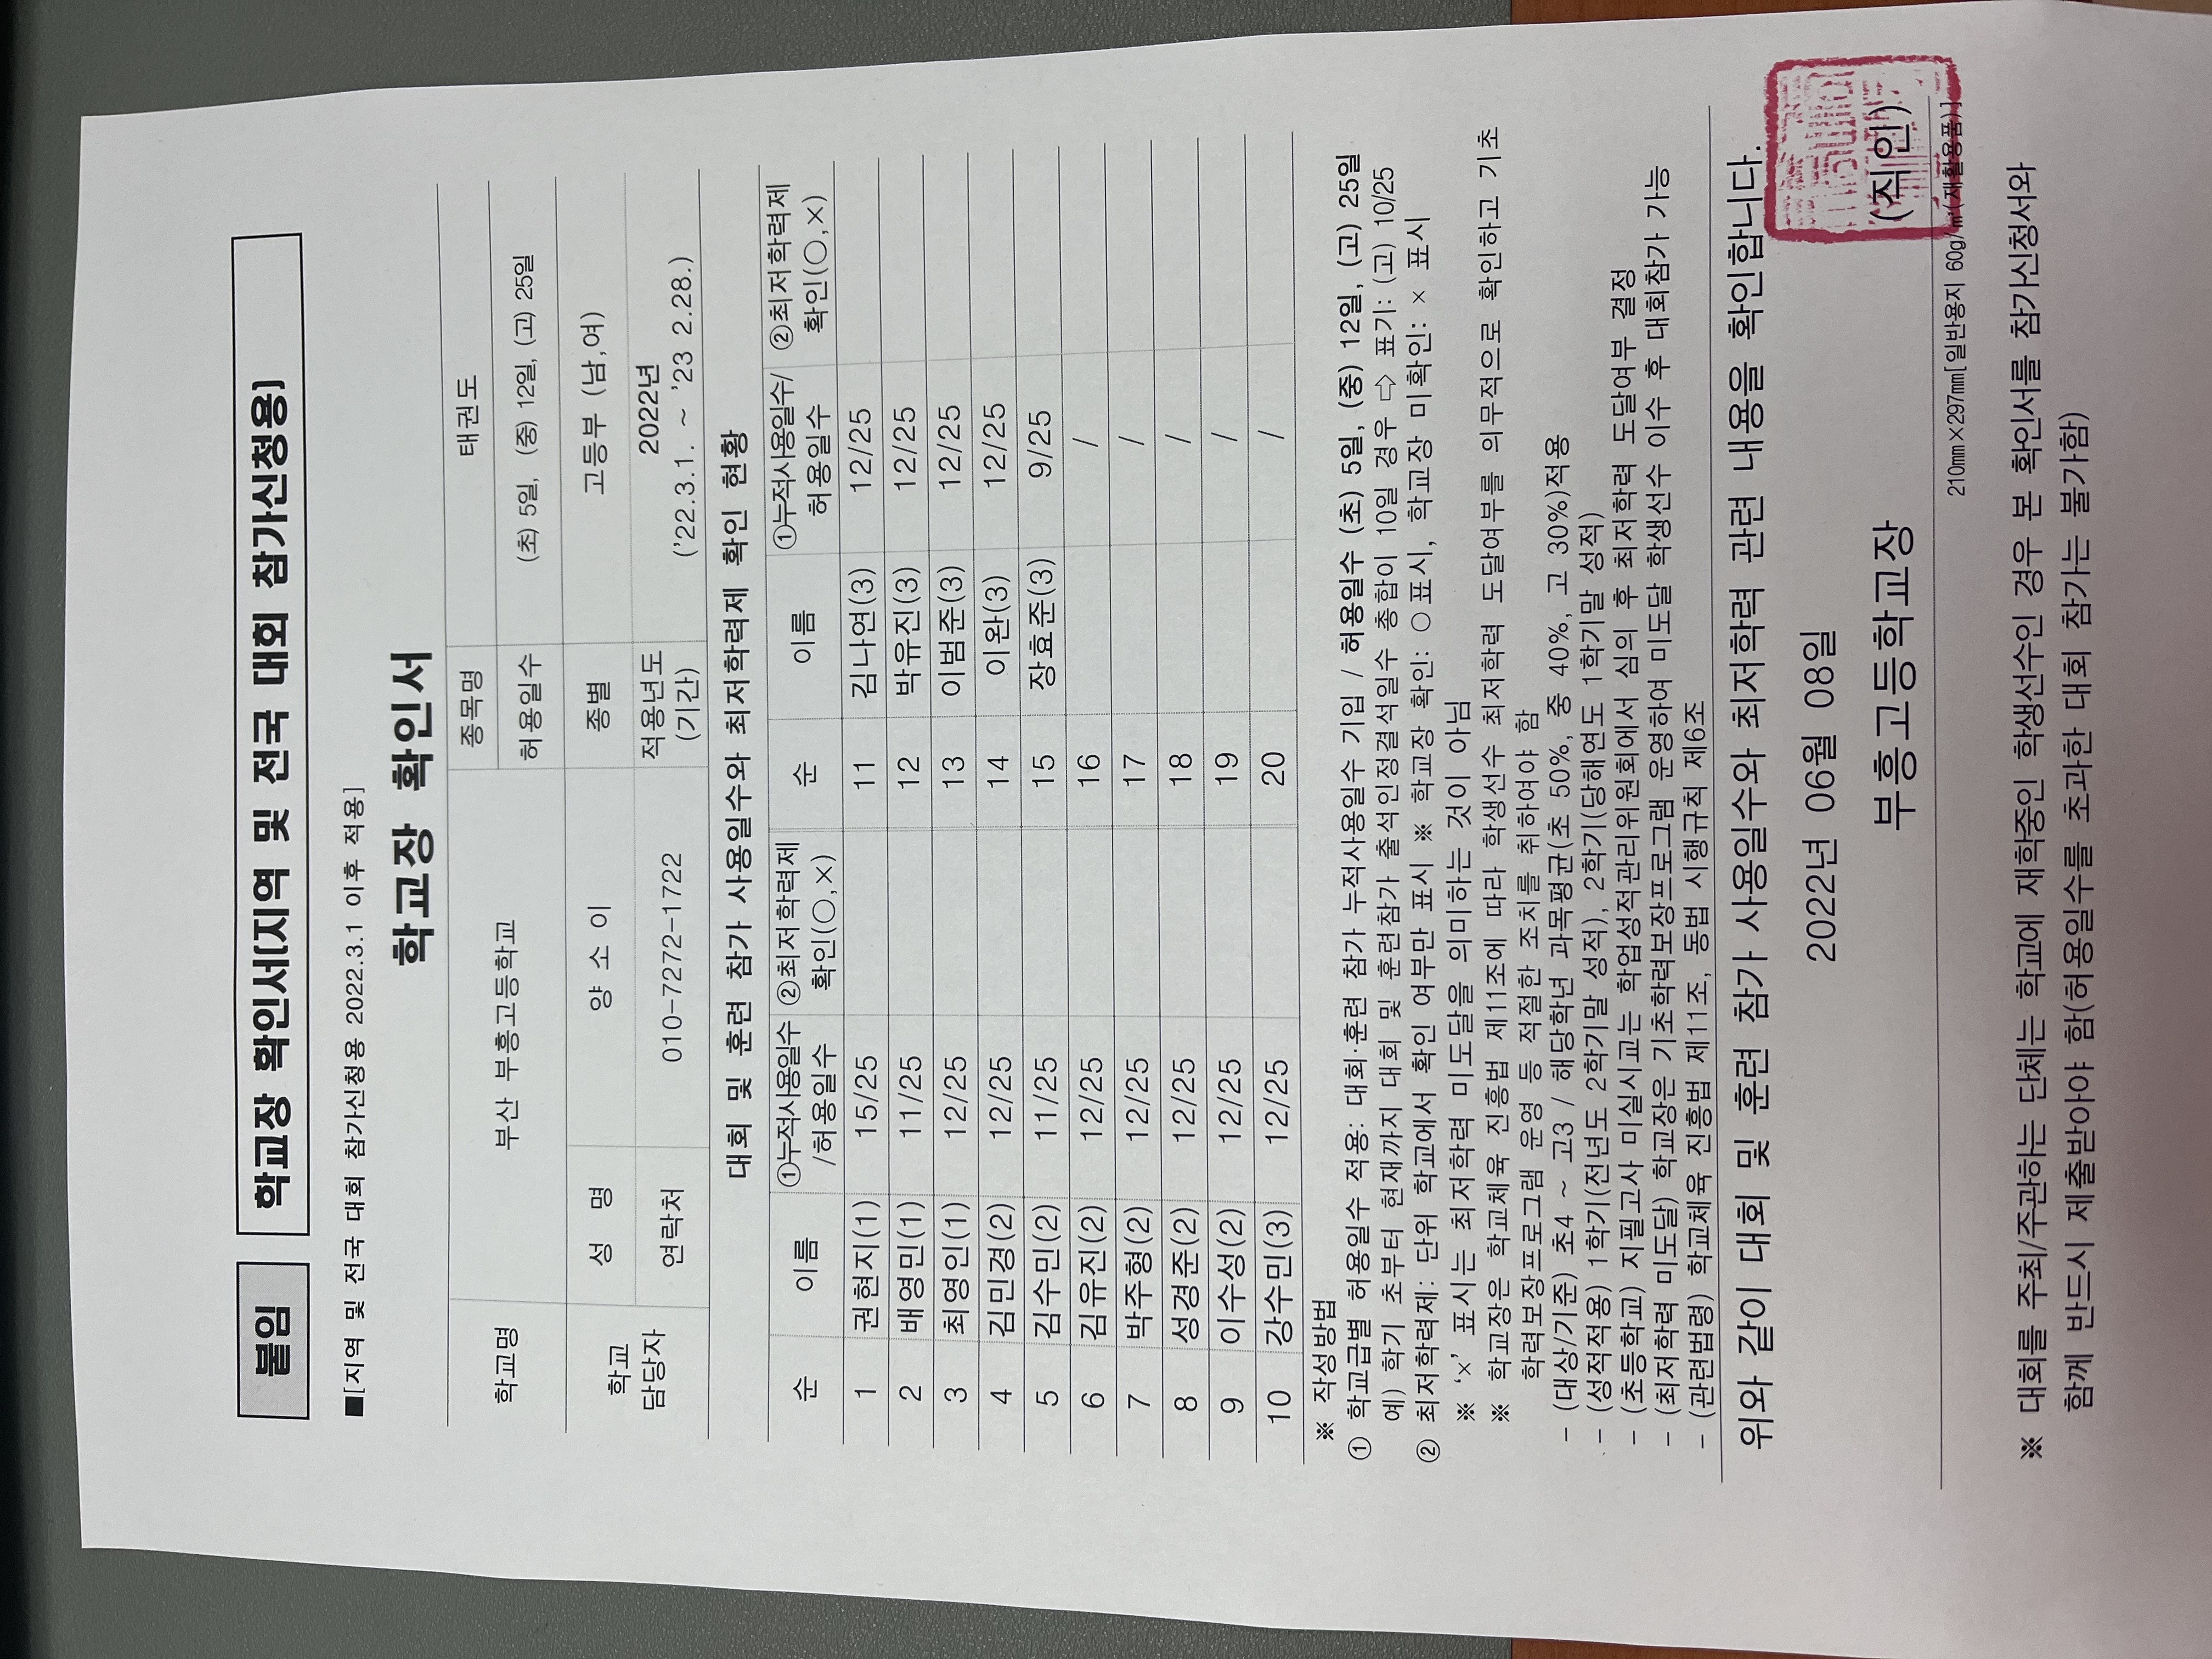 붙임 학교장 확인서(지역 및 전국 대회 참가신청용)
■[지역 및 전국 대회 참가신청용 2022.3.1 이후 적용]
학교장 확인서
학교명 부산 부흥고등학교 종목명 태권도
허용일수 (초) 5일, (중) 12일, (고) 25일
학교 담당자 성 명 양 소 이 종별 고등부 (남,여)
연락처 010-7272-1722 적용년도 (기간) 2022년 ('22.3.1. ~ '23 2.28.)
대회 및 훈련 참가 사용일수와 최저학력제 확인 현황
순 이름 ①누적사용일수/허용일수 ②최저학력제 확인(○,×) 순 이름 ①누적사용일수/허용일수 ②최저학력제 확인(○,×)
1 권현지(1) 15/25 11 김나연(3) 12/25
2 배영민(1) 11/25 12 박유진(3) 12/25
3 최영인(1) 12/25 13 이범준(3) 12/25
4 김민경(2) 12/25 14 이완(3) 12/25
5 김수민(2) 11/25 15 장효준(3) 9/25
6 김유진(2) 12/25 16 /
7 박주형(2) 12/25 17 /
8 성경준(2) 12/25 18 /
9 이수성(2) 12/25 19 /
10 강수민(3) 12/25 20 /
※ 작성방법
① 학교급별 허용일수 적용: 대회·훈련 참가 누적사용일수 기입 / 허용일수 (초) 5일, (중) 12일, (고) 25일
예) 학기 초부터 현재까지 대회 및 훈련참가 출석인정결석일수 총합이 10일 경우 ⇨ 표기: (고) 10/25
② 최저학력제: 단위 학교에서 확인 여부만 표시 ※ 학교장 확인: ○표시, 학교장 미확인: × 표시
※ '×' 표시는 최저학력 미도달을 의미하는 것이 아님
※ 학교장은 학교체육 진흥법 제11조에 따라 학생선수 최저학력 도달여부를 의무적으로 확인하고 기초
학력보장프로그램 운영 등 적절한 조치를 취하여야 함
- (대상/기준) 초4 ~ 고3 / 해당학년 과목평균(초 50%, 중 40%, 고 30%)적용
- (성적적용) 1학기(전년도 2학기말 성적), 2학기(당해연도 1학기말 성적)
- (초등학교) 지필고사 미실시교는 학업성적관리위원회에서 심의 후 최저학력 도달여부 결정
- (최저학력 미도달) 학교장은 기초학력보장프로그램 운영하여 미도달 학생선수 이수 후 대회참가 가능
- (관련법령) 학교체육 진흥법 제11조, 동법 시행규칙 제6조
위와 같이 대회 및 훈련 참가 사용일수와 최저학력 관련 내용을 확인합니다.
2022년 06월 08일
부흥고등학교장 (직인)
210mm×297mm[일반용지 60g/㎡(재활용품)]
※ 대회를 주최/주관하는 단체는 학교에 재학중인 학생선수인 경우 본 확인서를 참가신청서와
함께 반드시 제출받아야 함(허용일수를 초과한 대회 참가는 불가함)